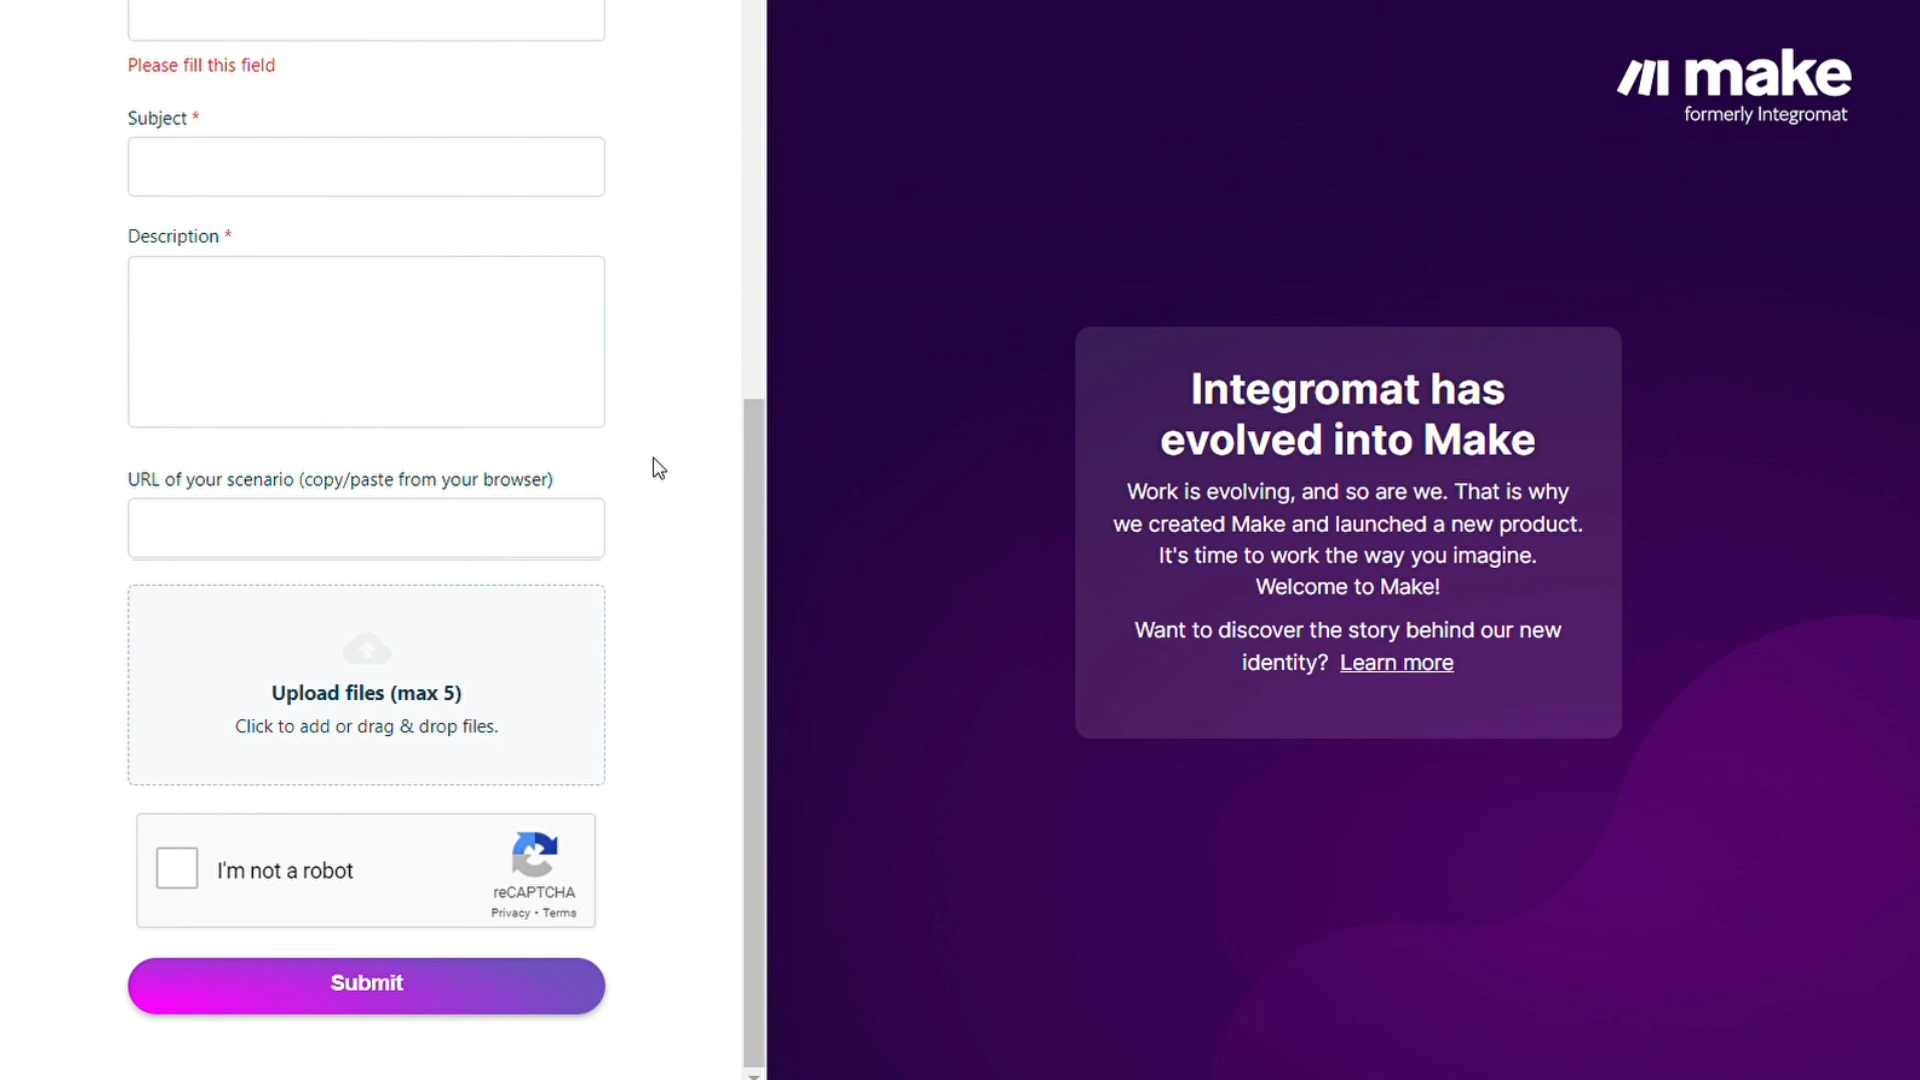 Please fill this field
Subject *
Description *
URL of your scenario (copy/paste from your browser)
Upload files (max 5)
Click to add or drag & drop files.
I'm not a robot
reCAPTCHA
Privacy • Terms
Submit
make
formerly Integromat
Integromat has
evolved into Make
Work is evolving, and so are we. That is why
we created Make and launched a new product.
It's time to work the way you imagine.
Welcome to Make!
Want to discover the story behind our new
identity? Learn more